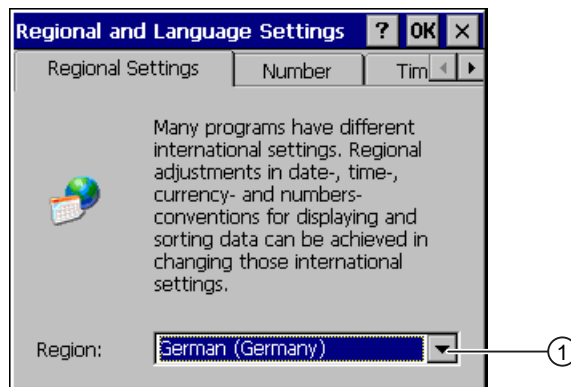 Regional and Language Settings ? OK ×
Regional Settings Number Tim
Many programs have different
international settings. Regional
adjustments in date-, time-,
currency- and numbers-
conventions for displaying and
sorting data can be achieved in
changing those international
settings.
Region: German (Germany) 1